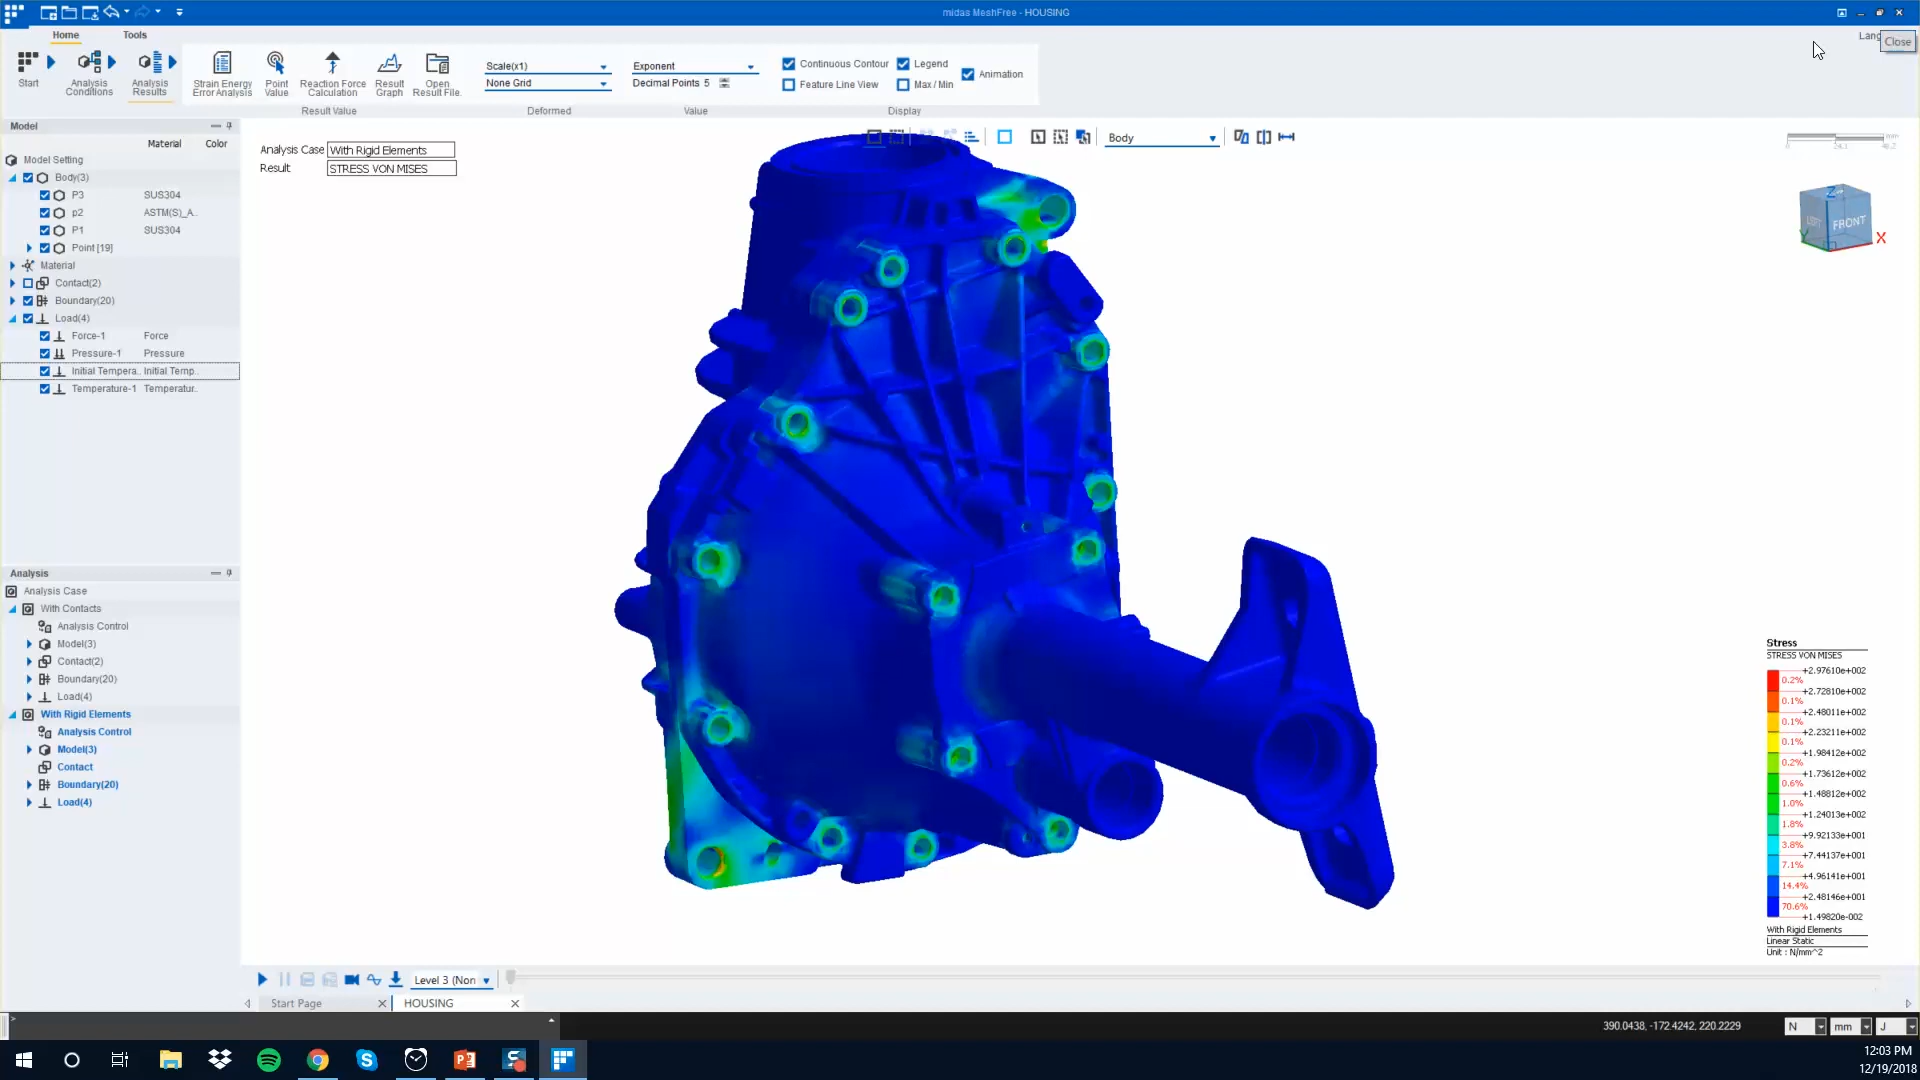 midas MeshFree - HOUSING
Home Tools
Lang
Close
Start
Analysis Conditions
Analysis Results
Strain Energy Error Analysis
Point Value
Reaction Force Calculation
Result Graph
Open Result File.
Result Value
Scale(x1)
None Grid
Deformed
Exponent
Decimal Points 5
Value
Continuous Contour
Legend
Animation
Feature Line View
Max / Min
Display
Model
Material Color
Model Setting
Body(3)
P3 SUS304
p2 ASTM(S)_A..
P1 SUS304
Point [19]
Material
Contact(2)
Boundary(20)
Load(4)
Force-1 Force
Pressure-1 Pressure
Initial Tempera.. Initial Temp..
Temperature-1 Temperatur..
Analysis
Analysis Case
With Contacts
Analysis Control
Model(3)
Contact(2)
Boundary(20)
Load(4)
With Rigid Elements
Analysis Control
Model(3)
Contact
Boundary(20)
Load(4)
Analysis Case With Rigid Elements
Result STRESS VON MISES
Body
mm
0 24.1 48.2
Z
LEFT FRONT
Y X
Stress
STRESS VON MISES
+2.97610e+002
0.2%
+2.72810e+002
0.1%
+2.48011e+002
0.1%
+2.23211e+002
0.1%
+1.98412e+002
0.2%
+1.73612e+002
0.6%
+1.48812e+002
1.0%
+1.24013e+002
1.8%
+9.92133e+001
3.8%
+7.44137e+001
7.1%
+4.96141e+001
14.4%
+2.48146e+001
70.6%
+1.49820e-002
With Rigid Elements
Linear Static
Unit : N/mm^2
Level 3 (Non
Start Page
HOUSING
>
390.0438, -172.4242, 220.2229
N mm J
12:03 PM
12/19/2018